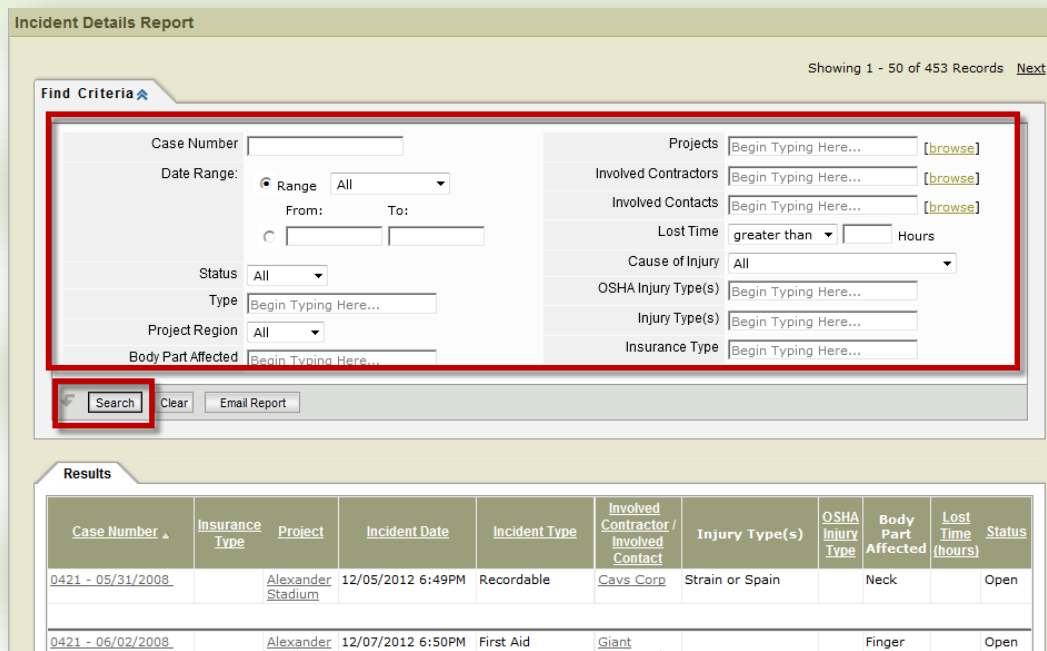 Incident Details Report
Showing 1 - 50 of 453 Records Next
Find Criteria
Case Number
Date Range:
Range All
From: To:
Status All
Type Begin Typing Here...
Project Region All
Body Part Affected Begin Typing Here...
Projects Begin Typing Here... [browse]
Involved Contractors Begin Typing Here... [browse]
Involved Contacts Begin Typing Here... [browse]
Lost Time greater than Hours
Cause of Injury All
OSHA Injury Type(s) Begin Typing Here...
Injury Type(s) Begin Typing Here...
Insurance Type Begin Typing Here...
Search Clear Email Report
Results
Case Number Insurance Type Project Incident Date Incident Type Involved Contractor / Involved Contact Injury Type(s) OSHA Injury Type Body Part Affected Lost Time (hours) Status
0421 - 05/31/2008 Alexander Stadium 12/05/2012 6:49PM Recordable Cavs Corp Strain or Spain Neck Open
0421 - 06/02/2008 Alexander 12/07/2012 6:50PM First Aid Giant Finger Open